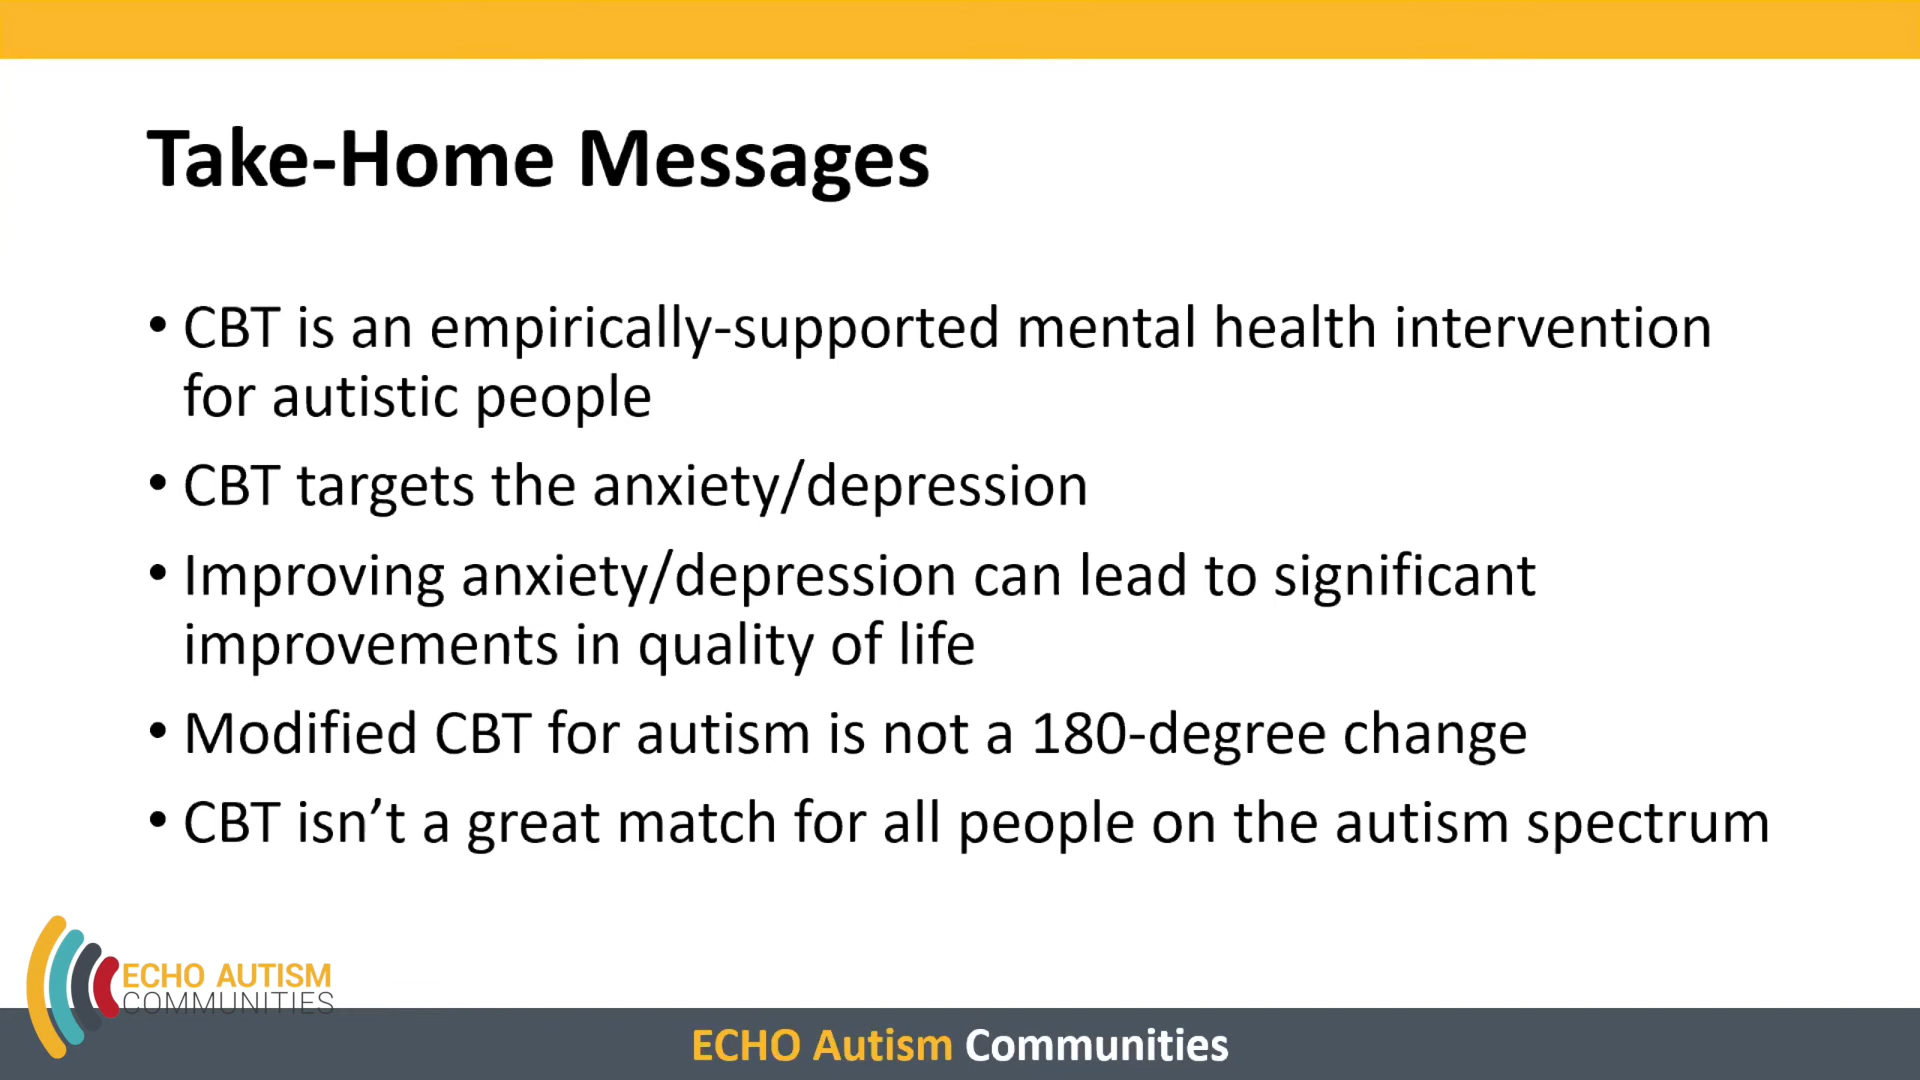 Take-Home Messages
• CBT is an empirically-supported mental health intervention
for autistic people
• CBT targets the anxiety/depression
• Improving anxiety/depression can lead to significant
improvements in quality of life
• Modified CBT for autism is not a 180-degree change
• CBT isn’t a great match for all people on the autism spectrum
ECHO AUTISM
COMMUNITIES
ECHO Autism Communities